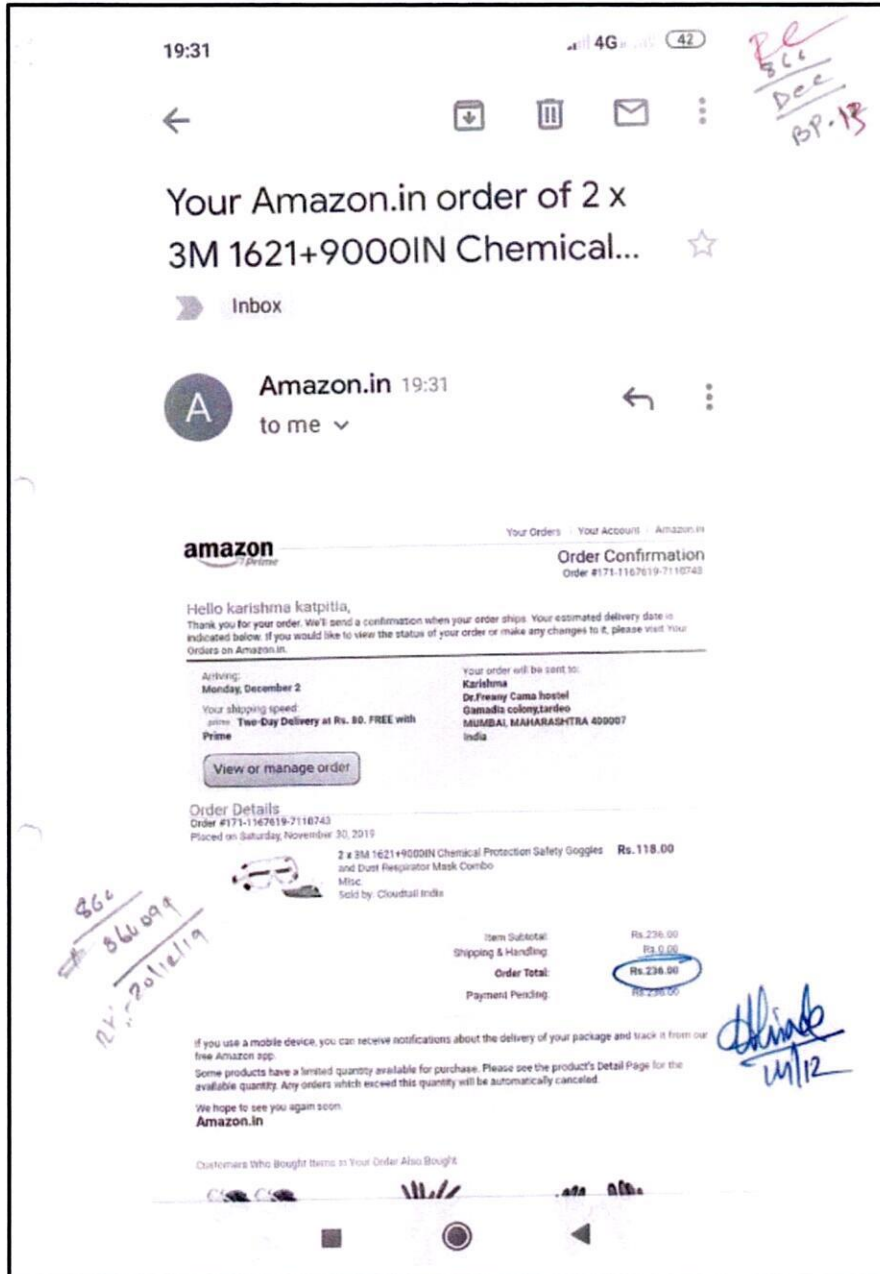 19:31
4G
42
866
Dec
BP-13
Your Amazon.in order of 2 x
3M 1621+9000IN Chemical...
Inbox
A
Amazon.in 19:31
to me
Your Orders Your Account Amazon.in
amazon
Prime
Order Confirmation
Order #171-1167619-7110743
Hello karishma katpitia,
Thank you for your order. We'll send a confirmation when your order ships. Your estimated delivery date is
indicated below. If you would like to view the status of your order or make any changes to it, please visit Your
Orders on Amazon.in.
Arriving:
Monday, December 2
Your shipping speed:
prime Two-Day Delivery at Rs. 80. FREE with
Prime
Your order will be sent to:
Karishma
Dr.Freany Cama hostel
Gamadia colony,tardeo
MUMBAI, MAHARASHTRA 400007
India
View or manage order
Order Details
Order #171-1167619-7110743
Placed on Saturday, November 30, 2019
2 x 3M 1621+9000IN Chemical Protection Safety Goggles Rs.118.00
and Dust Respirator Mask Combo
Misc.
Sold by: Cloudtail India
866
866099
20/12/19
Item Subtotal: Rs.236.00
Shipping & Handling: Rs.0.00
Order Total: Rs.236.00
Payment Pending: Rs.236.00
If you use a mobile device, you can receive notifications about the delivery of your package and track it from our
free Amazon app.
Some products have a limited quantity available for purchase. Please see the product's Detail Page for the
available quantity. Any orders which exceed this quantity will be automatically canceled.
We hope to see you again soon.
Amazon.in
Customers Who Bought Items in Your Order Also Bought